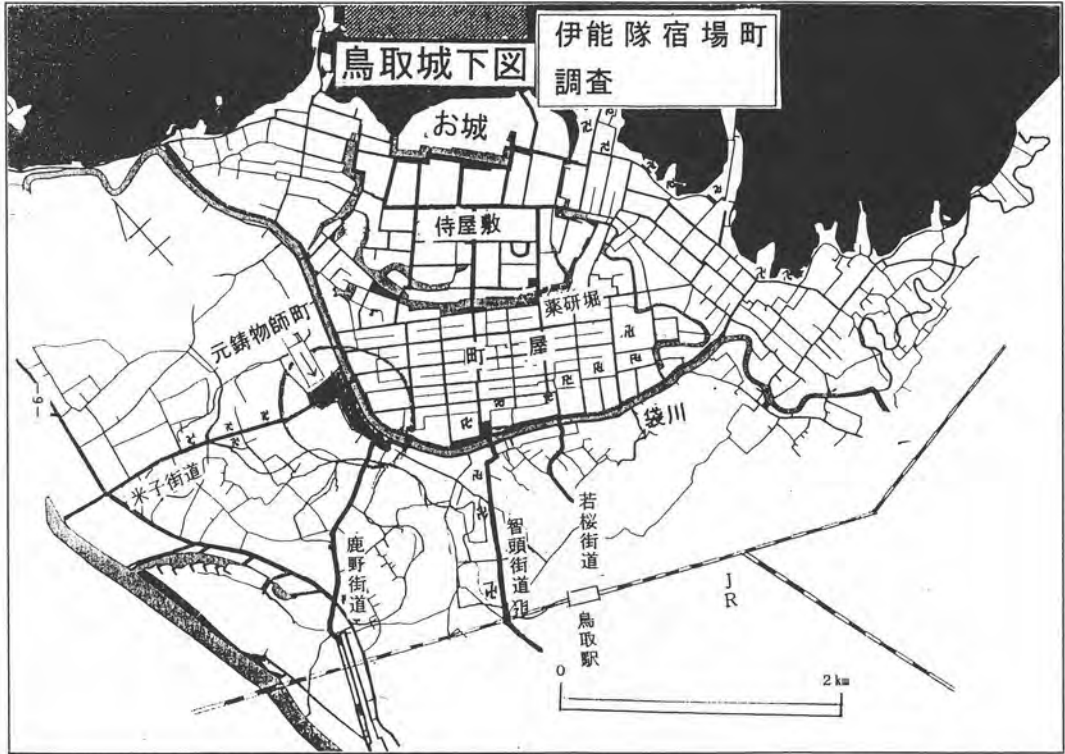 鳥取城下図
伊能隊宿場町
調査
お城
侍屋敷
薬研堀
町屋
元鋳物師町
袋川
米子街道
鹿野街道
智頭街道
若桜街道
鳥取駅
JR
0
2km
-9-